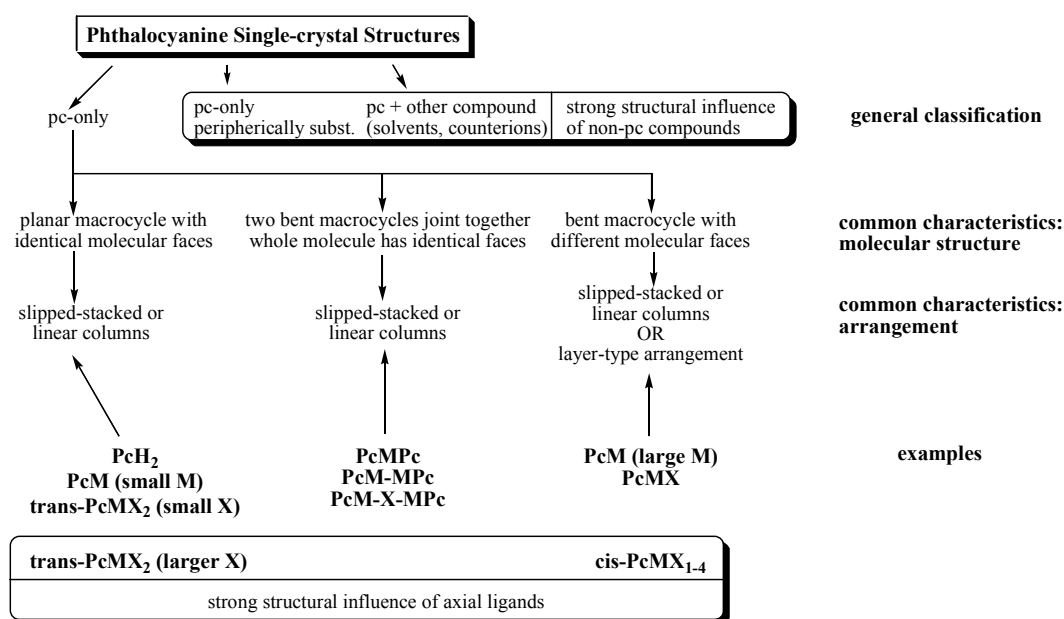 Phthalocyanine Single-crystal Structures
pc-only
pc-only
peripherically subst.
pc + other compound
(solvents, counterions)
strong structural influence
of non-pc compounds
general classification
planar macrocycle with
identical molecular faces
two bent macrocycles joint together
whole molecule has identical faces
bent macrocycle with
different molecular faces
common characteristics:
molecular structure
slipped-stacked or
linear columns
slipped-stacked or
linear columns
slipped-stacked or
linear columns
OR
layer-type arrangement
common characteristics:
arrangement
PcH₂
PcM (small M)
trans-PcMX₂ (small X)
PcMPc
PcM-MPc
PcM-X-MPc
PcM (large M)
PcMX
examples
trans-PcMX₂ (larger X)
cis-PcMX₁₋₄
strong structural influence of axial ligands